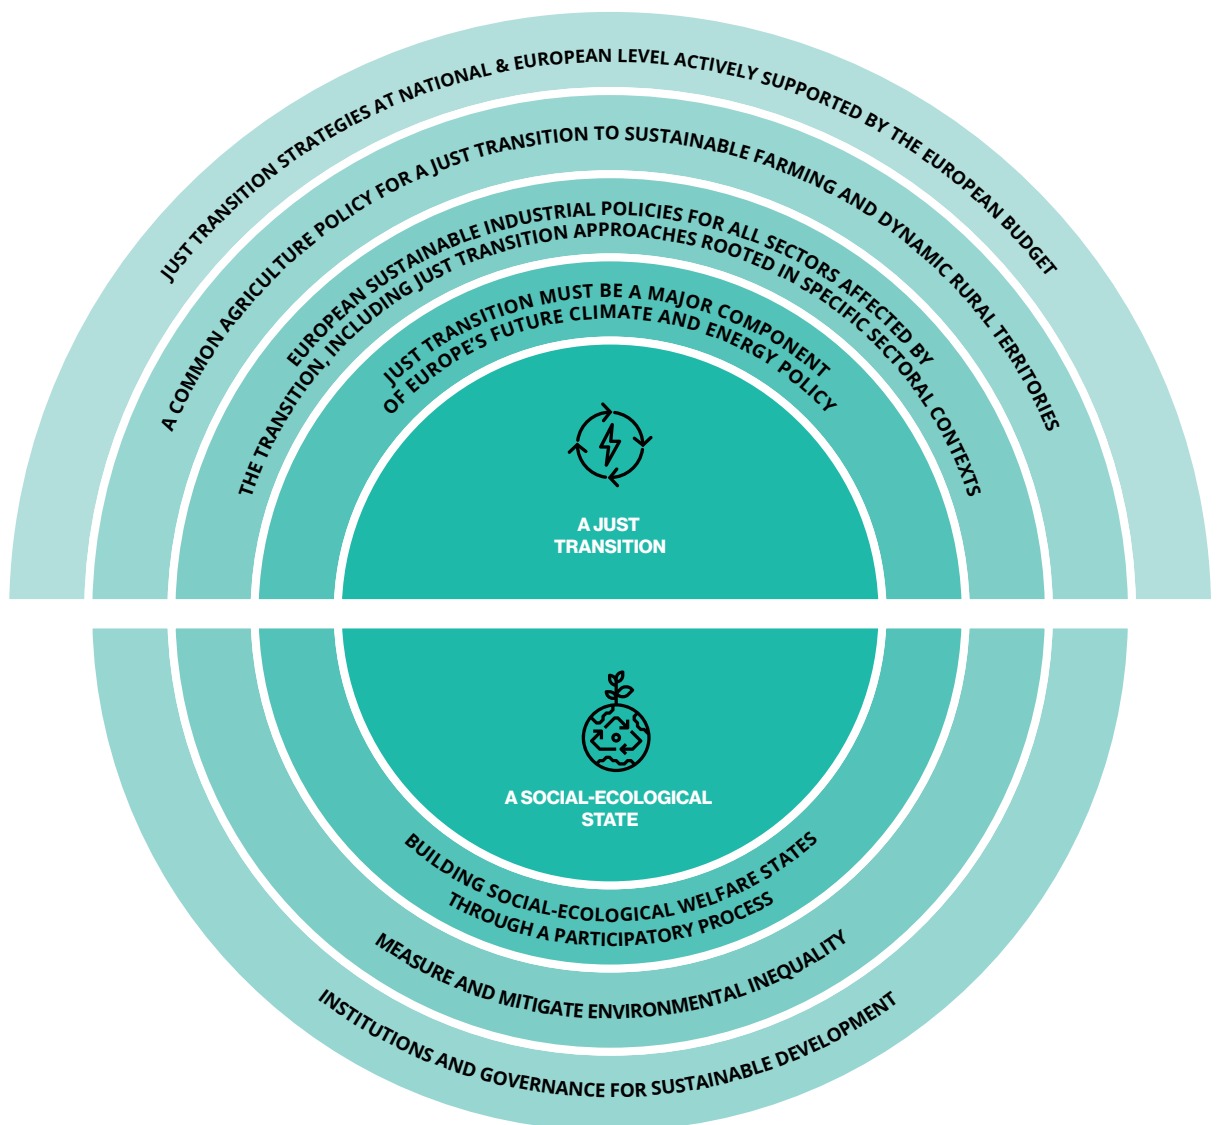 JUST TRANSITION STRATEGIES AT NATIONAL & EUROPEAN LEVEL ACTIVELY SUPPORTED BY THE EUROPEAN BUDGET
A COMMON AGRICULTURE POLICY FOR A JUST TRANSITION TO SUSTAINABLE FARMING AND DYNAMIC RURAL TERRITORIES
EUROPEAN SUSTAINABLE INDUSTRIAL POLICIES FOR ALL SECTORS AFFECTED BY
THE TRANSITION, INCLUDING JUST TRANSITION APPROACHES ROOTED IN SPECIFIC SECTORAL CONTEXTS
JUST TRANSITION MUST BE A MAJOR COMPONENT
OF EUROPE'S FUTURE CLIMATE AND ENERGY POLICY
A JUST
TRANSITION
A SOCIAL-ECOLOGICAL
STATE
BUILDING SOCIAL-ECOLOGICAL WELFARE STATES
THROUGH A PARTICIPATORY PROCESS
MEASURE AND MITIGATE ENVIRONMENTAL INEQUALITY
INSTITUTIONS AND GOVERNANCE FOR SUSTAINABLE DEVELOPMENT